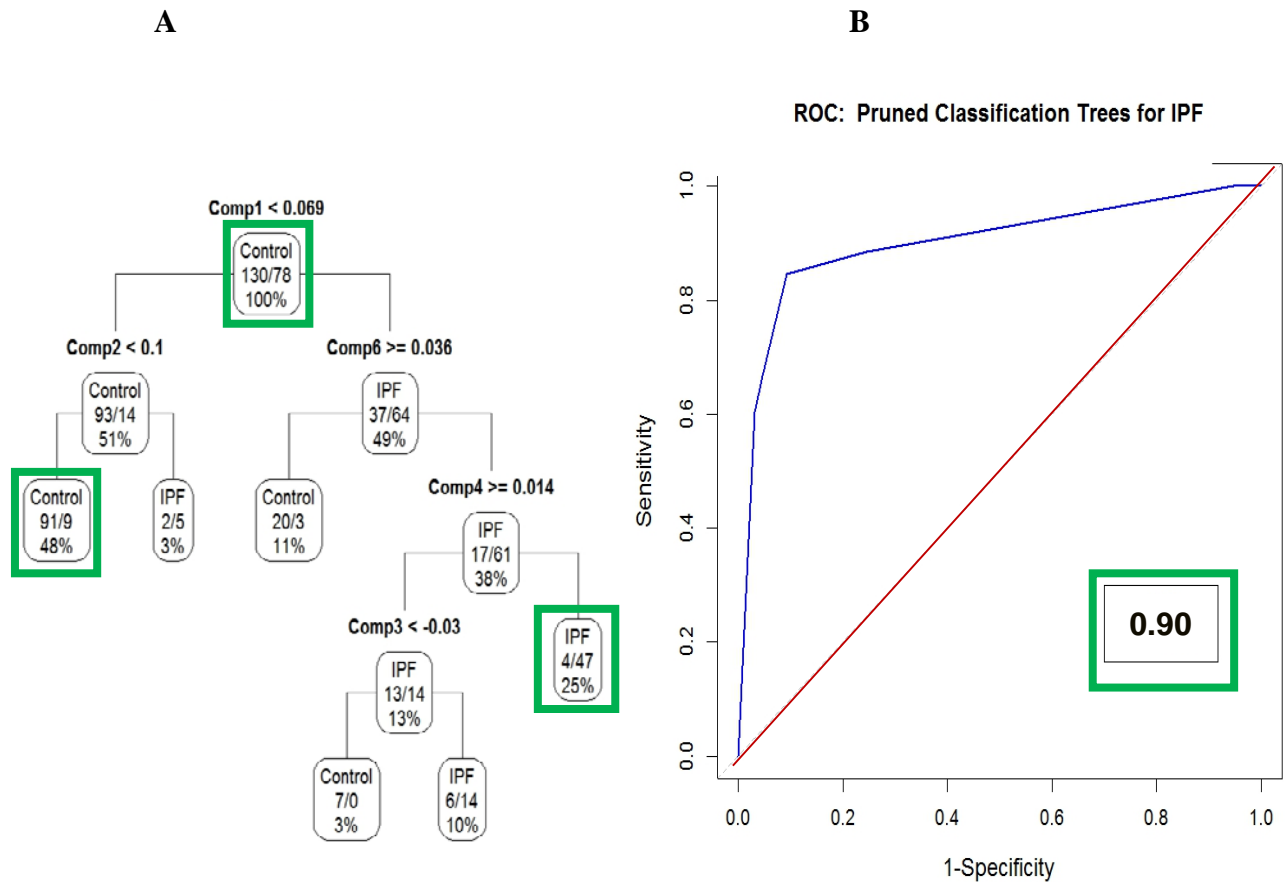 A
B
Comp1 < 0.069
Control
130/78
100%
Comp2 < 0.1
Comp6 >= 0.036
Control
93/14
51%
IPF
37/64
49%
Control
91/9
48%
IPF
2/5
3%
Control
20/3
11%
Comp4 >= 0.014
IPF
17/61
38%
Comp3 < -0.03
IPF
13/14
13%
IPF
4/47
25%
Control
7/0
3%
IPF
6/14
10%
ROC: Pruned Classification Trees for IPF
Sensitivity
1.0
0.8
0.6
0.4
0.2
0.0
0.90
0.0 0.2 0.4 0.6 0.8 1.0
1-Specificity